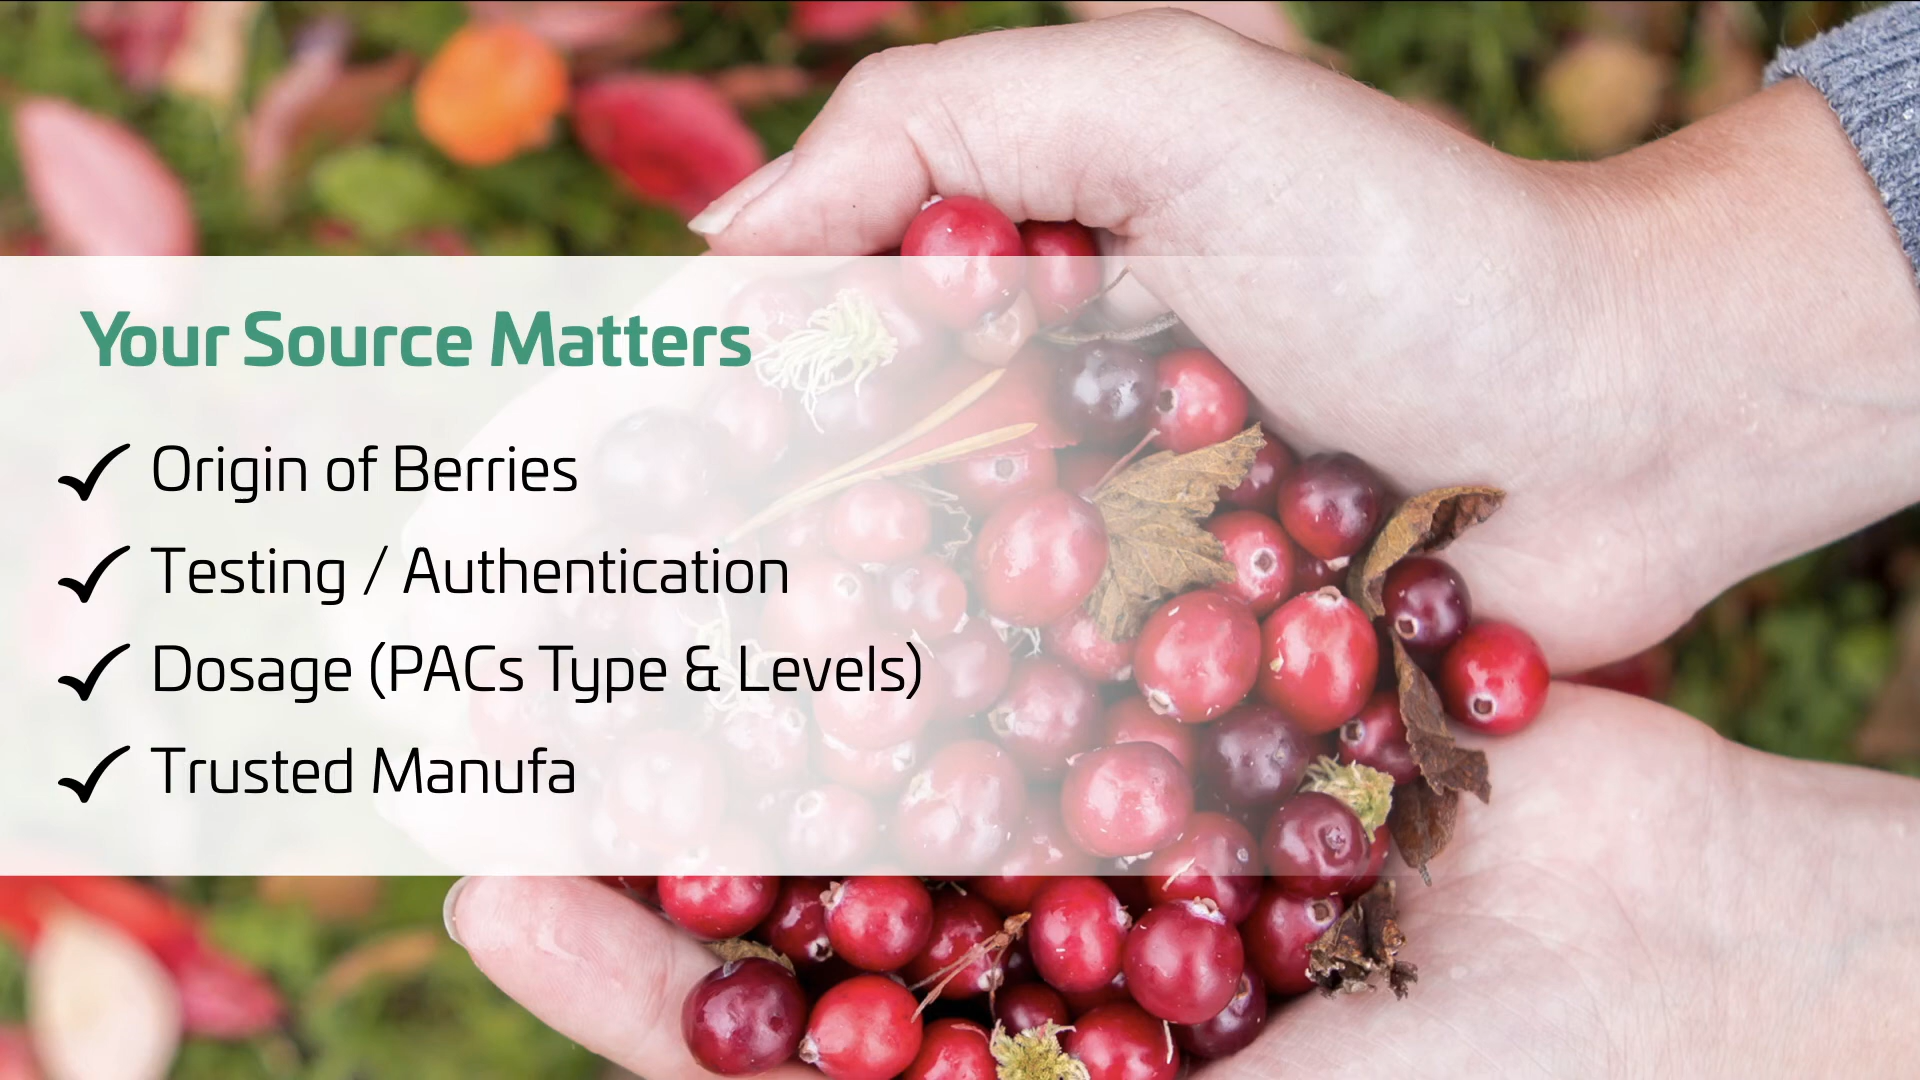 Your Source Matters
Origin of Berries
Testing / Authentication
Dosage (PACs Type & Levels)
Trusted Manufa